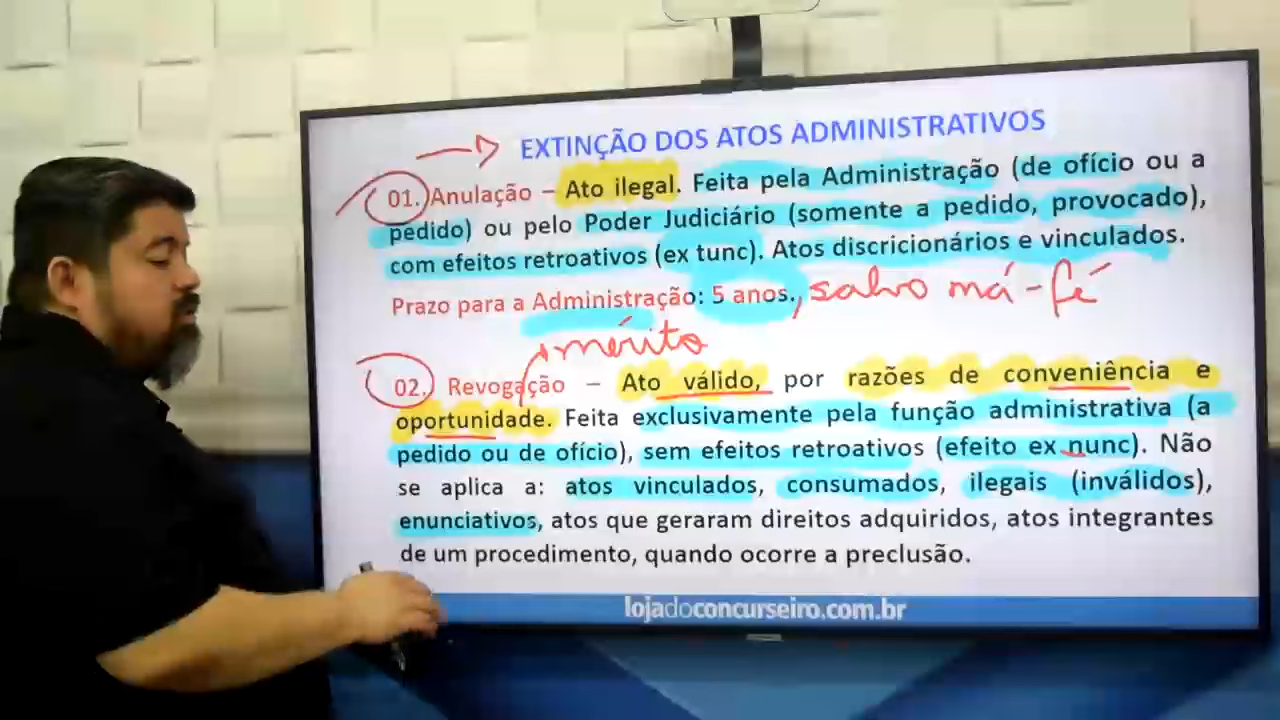 EXTINÇÃO DOS ATOS ADMINISTRATIVOS
01. Anulação – Ato ilegal. Feita pela Administração (de ofício ou a
pedido) ou pelo Poder Judiciário (somente a pedido, provocado),
com efeitos retroativos (ex tunc). Atos discricionários e vinculados.
Prazo para a Administração: 5 anos., salvo má-fé
mérito
02. Revogação – Ato válido, por razões de conveniência e
oportunidade. Feita exclusivamente pela função administrativa (a
pedido ou de ofício), sem efeitos retroativos (efeito ex nunc). Não
se aplica a: atos vinculados, consumados, ilegais (inválidos),
enunciativos, atos que geraram direitos adquiridos, atos integrantes
de um procedimento, quando ocorre a preclusão.
lojadoconcurseiro.com.br